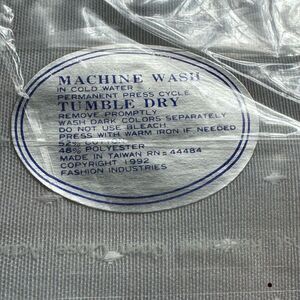 MACHINE WASH
IN COLD WATER
PERMANENT PRESS CYCLE
TUMBLE DRY
REMOVE PROMPTLY
WASH DARK COLORS SEPARATELY
DO NOT USE BLEACH
PRESS WITH WARM IRON IF NEEDED
52%
48% POLYESTER
MADE IN TAIWAN RN# 44484
COPYRIGHT 1992
FASHION INDUSTRIES